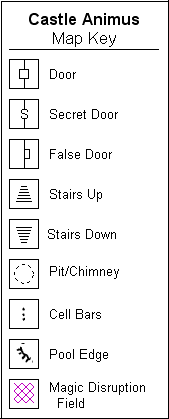 Castle Animus
Map Key
Door
S Secret Door
False Door
Stairs Up
Stairs Down
Pit/Chimney
Cell Bars
Pool Edge
Magic Disruption
Field